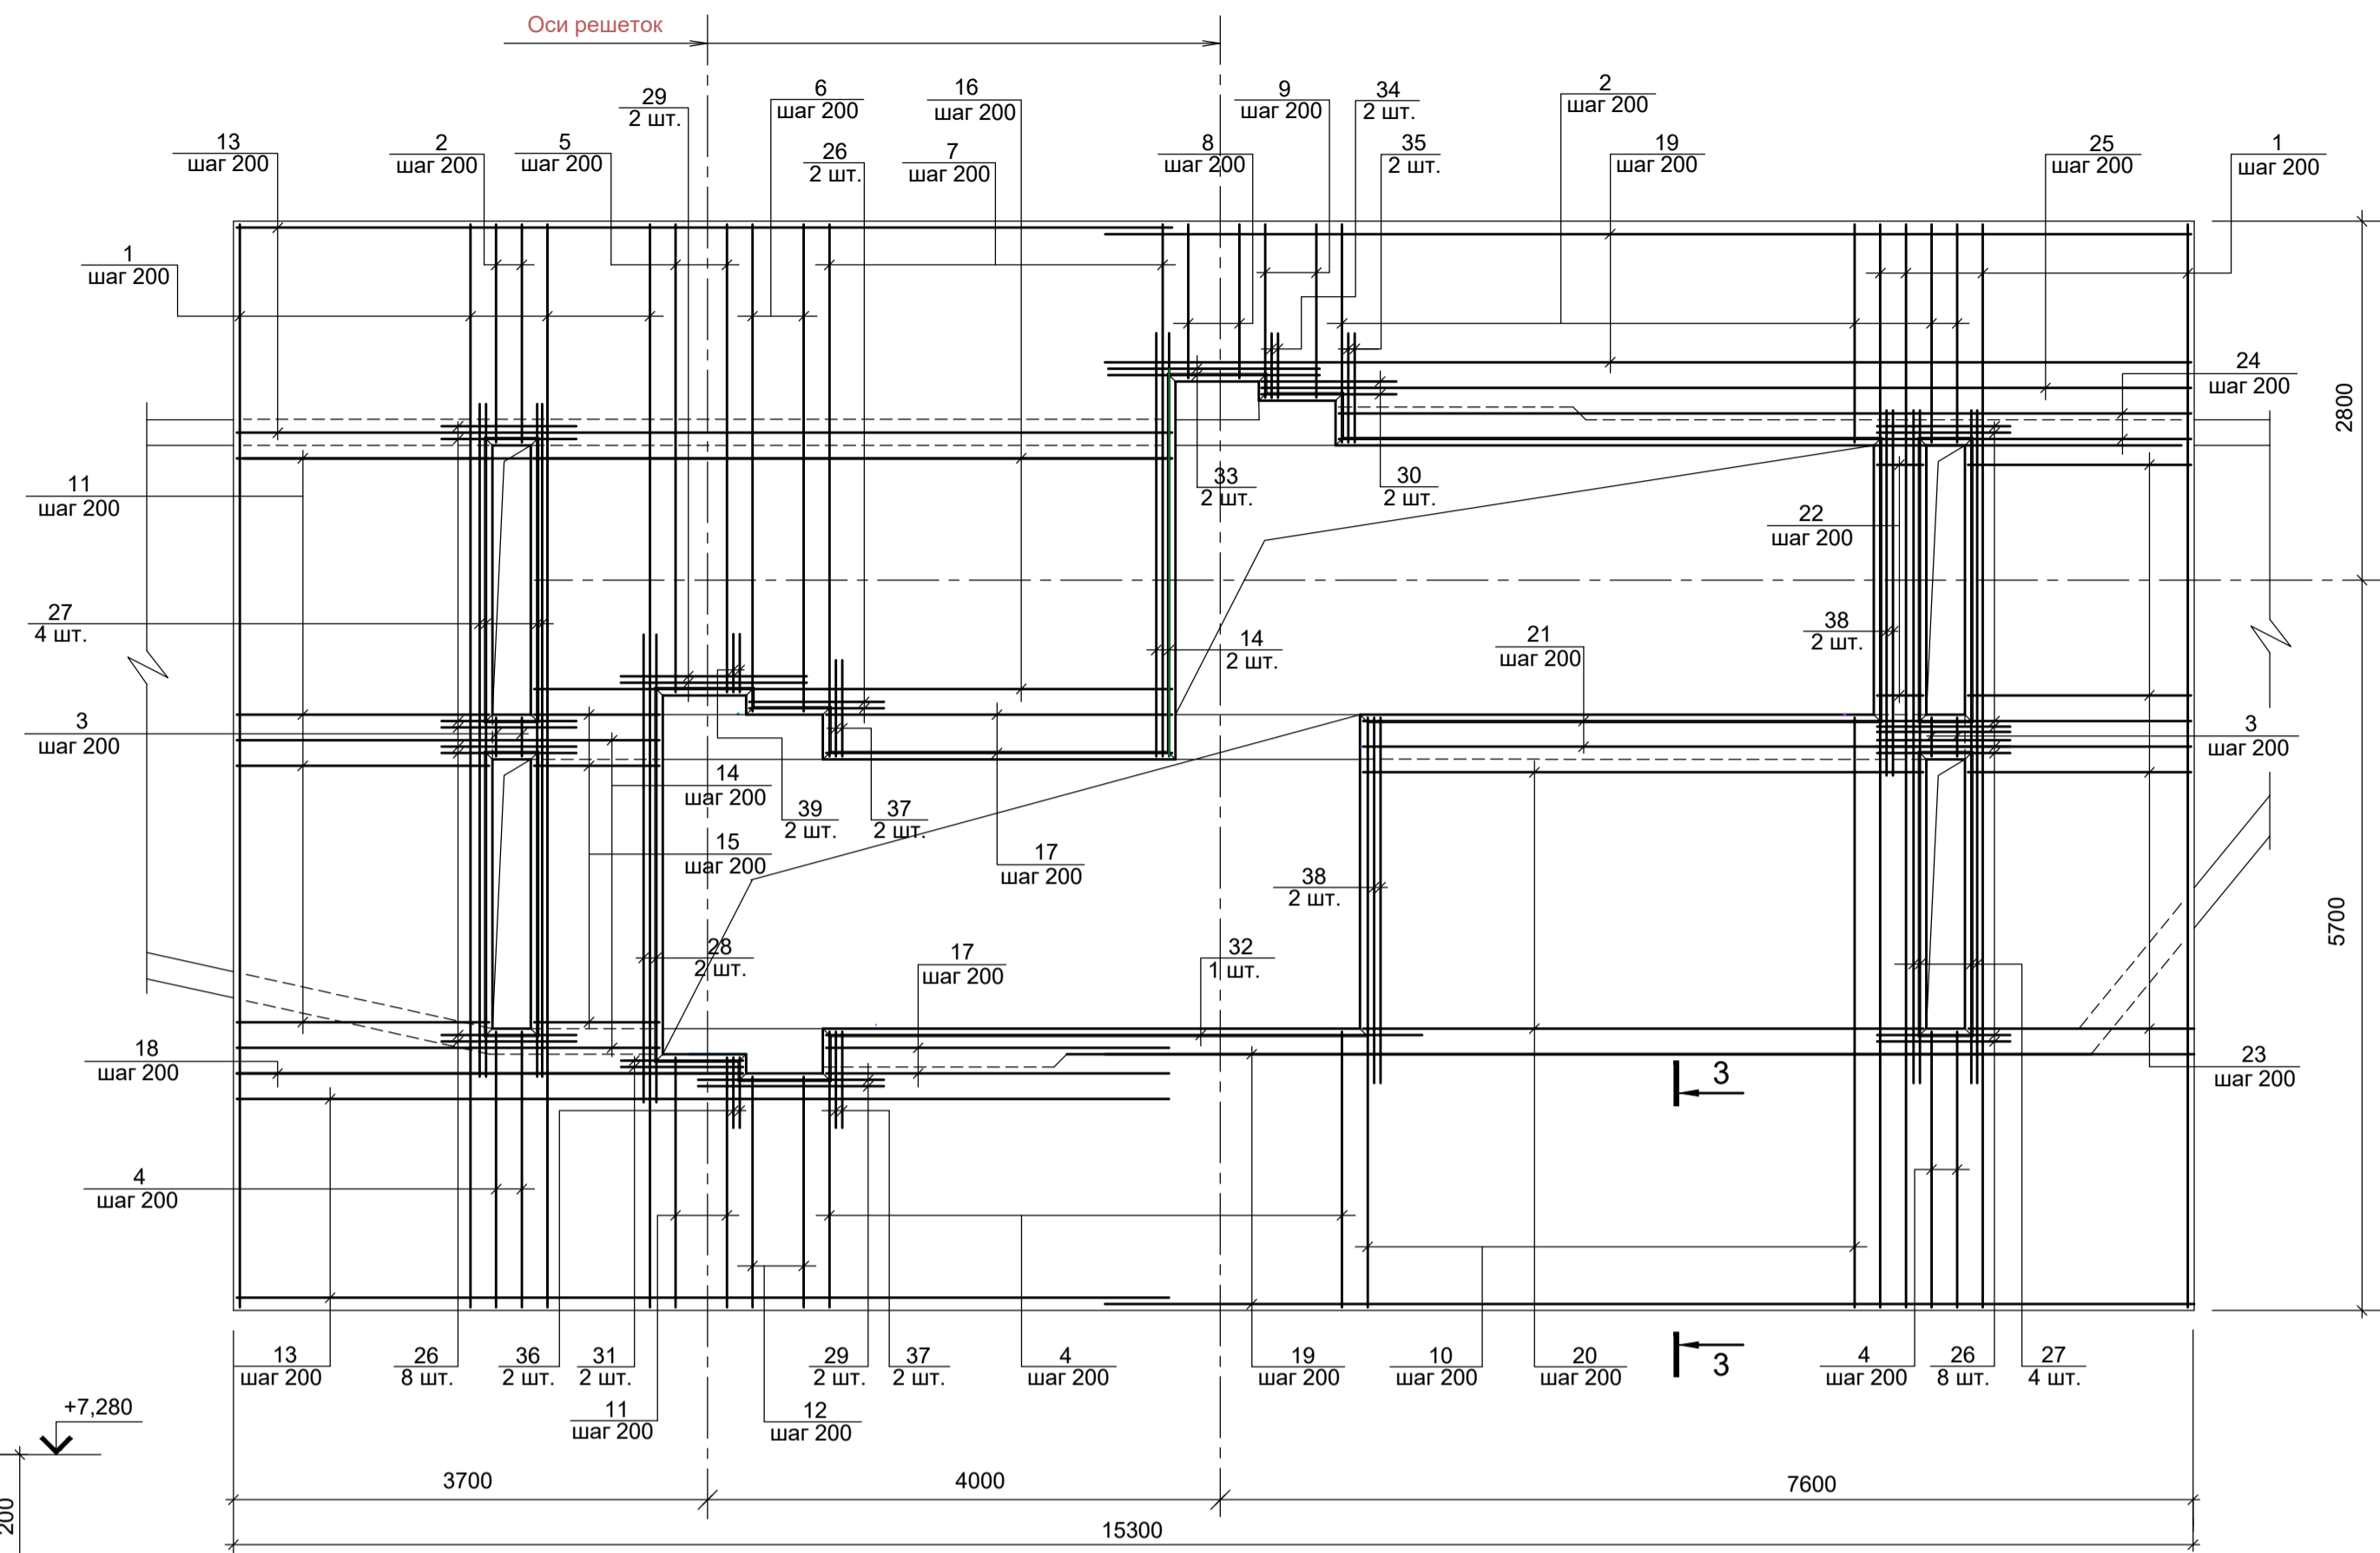 Оси решеток
29
2 шт.
6
шаг 200
16
шаг 200
9
шаг 200
34
2 шт.
2
шаг 200
13
шаг 200
2
шаг 200
5
шаг 200
26
2 шт.
7
шаг 200
8
шаг 200
35
2 шт.
19
шаг 200
25
шаг 200
1
шаг 200
1
шаг 200
24
шаг 200
2800
11
шаг 200
33
2 шт.
30
2 шт.
22
шаг 200
27
4 шт.
14
2 шт.
21
шаг 200
38
2 шт.
3
шаг 200
3
шаг 200
14
шаг 200
39
2 шт.
37
2 шт.
15
шаг 200
17
шаг 200
38
2 шт.
5700
28
2 шт.
17
шаг 200
32
1 шт.
18
шаг 200
3
23
шаг 200
4
шаг 200
13
шаг 200
26
8 шт.
36
2 шт.
31
2 шт.
29
2 шт.
37
2 шт.
4
шаг 200
19
шаг 200
10
шаг 200
20
шаг 200
3
4
шаг 200
26
8 шт.
27
4 шт.
11
шаг 200
12
шаг 200
+7,280
200
3700
4000
7600
15300